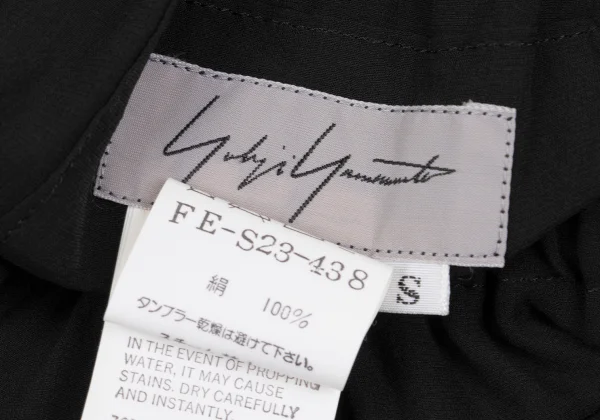 Yohji Yamamoto
FE-S23-438
S
絹 100%
タンブラー乾燥は避けて下さい。
IN THE EVENT OF DROPPING
WATER, IT MAY CAUSE
STAINS. DRY CAREFULLY
AND INSTANTLY.